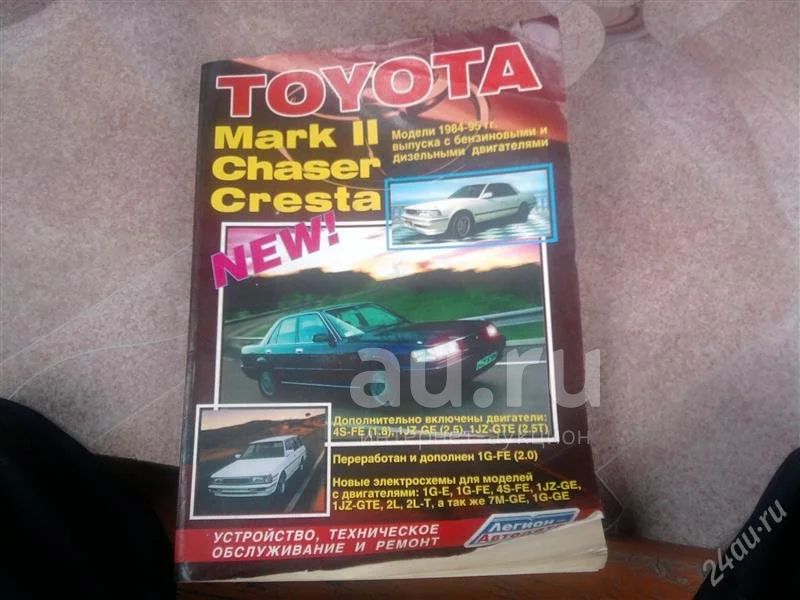 TOYOTA
Mark II
Chaser
Cresta
Модели 1984-95 гг.
выпуска с бензиновыми и
дизельными двигателями
NEW!
au.ru
интернет-аукцион
Дополнительно включены двигатели:
4S-FE (1.8), 1JZ-GE (2.5), 1JZ-GTE (2.5T)
Переработан и дополнен 1G-FE (2.0)
Новые электросхемы для моделей
с двигателями: 1G-E, 1G-FE, 4S-FE, 1JZ-GE,
1JZ-GTE, 2L, 2L-T, а так же 7M-GE, 1G-GE
УСТРОЙСТВО, ТЕХНИЧЕСКОЕ
ОБСЛУЖИВАНИЕ И РЕМОНТ
Легион
Автодата
24au.ru